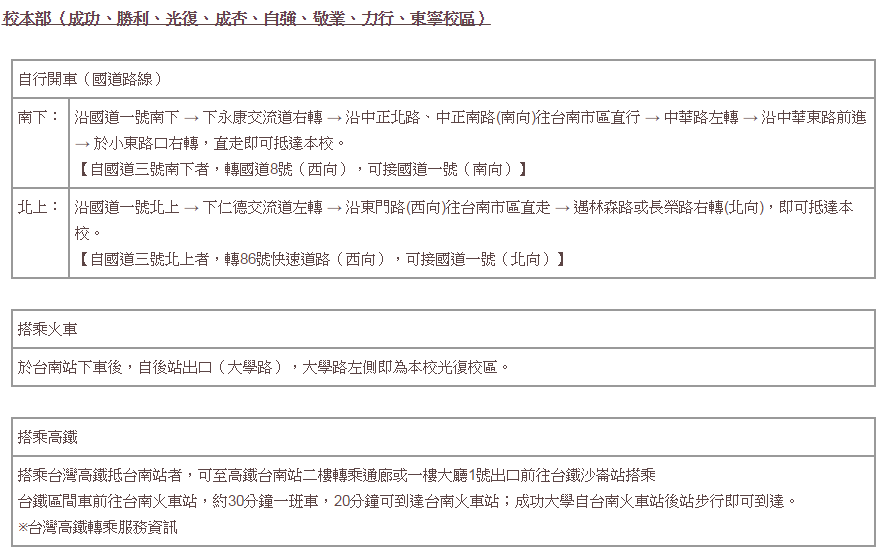 校本部（成功、勝利、光復、成杏、自強、敬業、力行、東寧校區）
自行開車（國道路線）
南下：
沿國道一號南下 → 下永康交流道右轉 → 沿中正北路、中正南路(南向)往台南市區直行 → 中華路左轉 → 沿中華東路前進
→ 於小東路口右轉，直走即可抵達本校。
【自國道三號南下者，轉國道8號（西向），可接國道一號（南向）】
北上：
沿國道一號北上 → 下仁德交流道左轉 → 沿東門路(西向)往台南市區直走 → 遇林森路或長榮路右轉(北向)，即可抵達本
校。
【自國道三號北上者，轉86號快速道路（西向），可接國道一號（北向）】
搭乘火車
於台南站下車後，自後站出口（大學路），大學路左側即為本校光復校區。
搭乘高鐵
搭乘台灣高鐵抵台南站者，可至高鐵台南站二樓轉乘通廊或一樓大廳1號出口前往台鐵沙崙站搭乘
台鐵區間車前往台南火車站，約30分鐘一班車，20分鐘可到達台南火車站；成功大學自台南火車站後站步行即可到達。
※台灣高鐵轉乘服務資訊